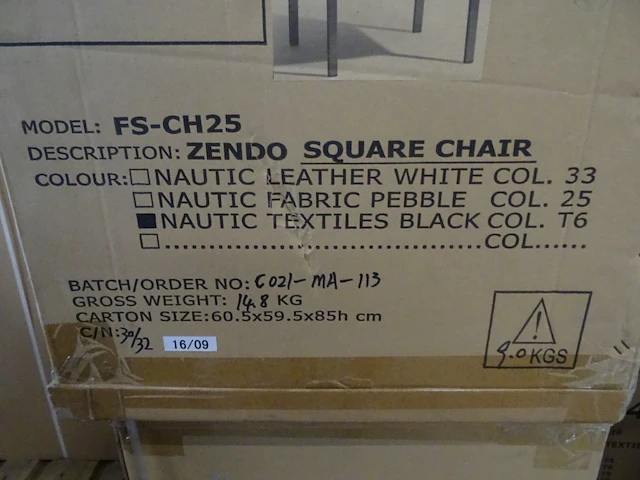 MODEL: FS-CH25
DESCRIPTION: ZENDO SQUARE CHAIR
COLOUR: □ NAUTIC LEATHER WHITE COL. 33
□ NAUTIC FABRIC PEBBLE COL. 25
■ NAUTIC TEXTILES BLACK COL. T6
□ ....................................COL......
BATCH/ORDER NO: 6021-MA-113
GROSS WEIGHT: 14.8 KG
CARTON SIZE:60.5x59.5x85h cm
C/N: 30/32 16/09
9.0 KGS